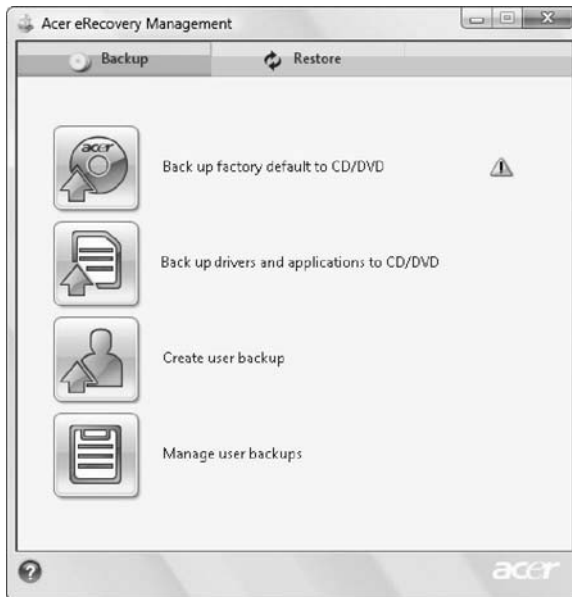 Acer eRecovery Management
Backup
Restore
acer
Back up factory default to CD/DVD
Back up drivers and applications to CD/DVD
Create user backup
Manage user backups
?
acer